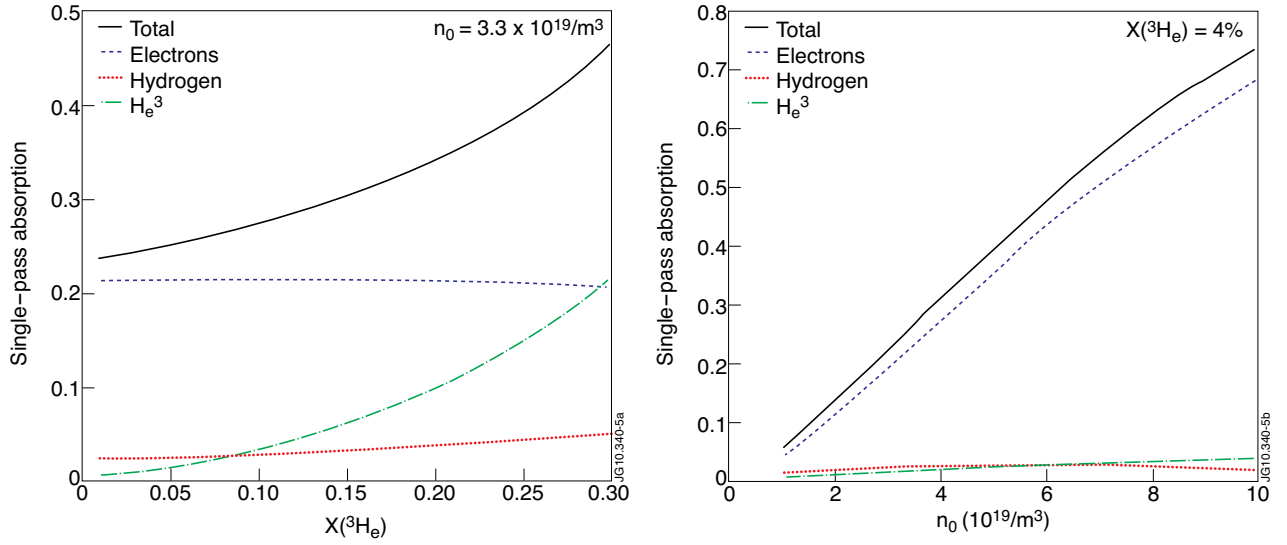 0.5
0.4
0.3
0.2
0.1
0
Single-pass absorption
Total
Electrons
Hydrogen
He3
n0 = 3.3 x 1019/m3
0
0.05
0.10
0.15
0.20
0.25
0.30
X(3He)
JG10.340-5a
0.8
0.7
0.6
0.5
0.4
0.3
0.2
0.1
0
Single-pass absorption
Total
Electrons
Hydrogen
He3
X(3He) = 4%
0
2
4
6
8
10
n0 (1019/m3)
JG10.340-5b